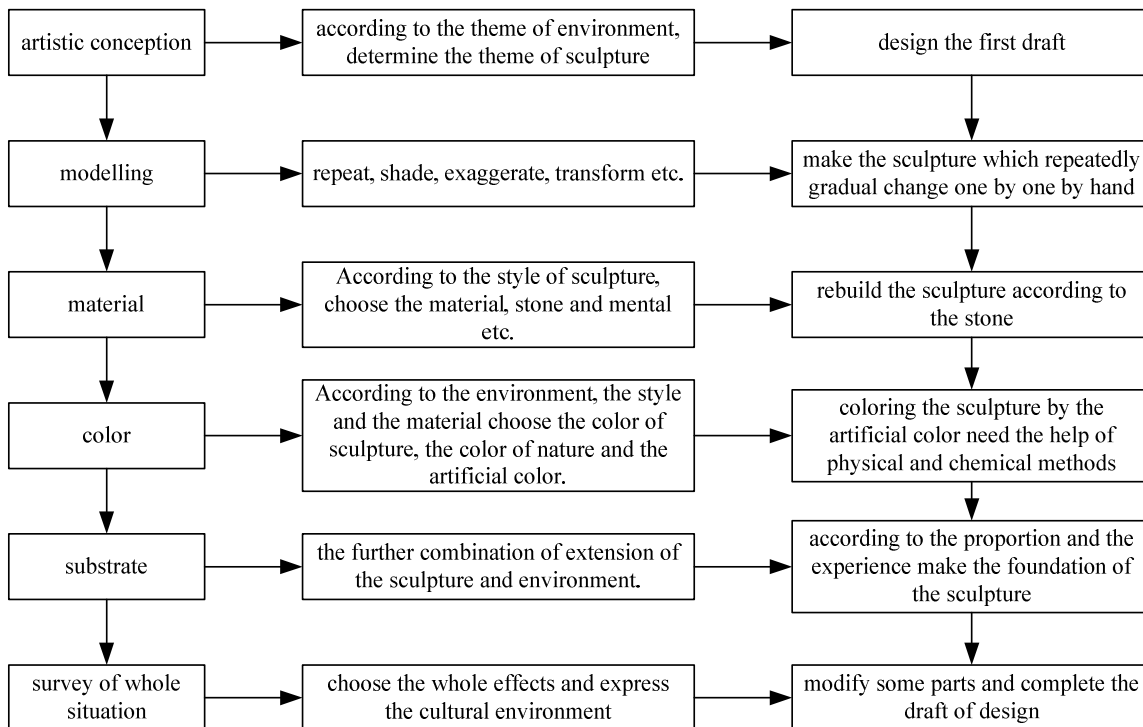 artistic conception
according to the theme of environment,
determine the theme of sculpture
design the first draft
modelling
repeat, shade, exaggerate, transform etc.
make the sculpture which repeatedly
gradual change one by one by hand
material
According to the style of sculpture,
choose the material, stone and mental
etc.
rebuild the sculpture according to
the stone
color
According to the environment, the style
and the material choose the color of
sculpture, the color of nature and the
artificial color.
coloring the sculpture by the
artificial color need the help of
physical and chemical methods
substrate
the further combination of extension of
the sculpture and environment.
according to the proportion and the
experience make the foundation of
the sculpture
survey of whole
situation
choose the whole effects and express
the cultural environment
modify some parts and complete the
draft of design